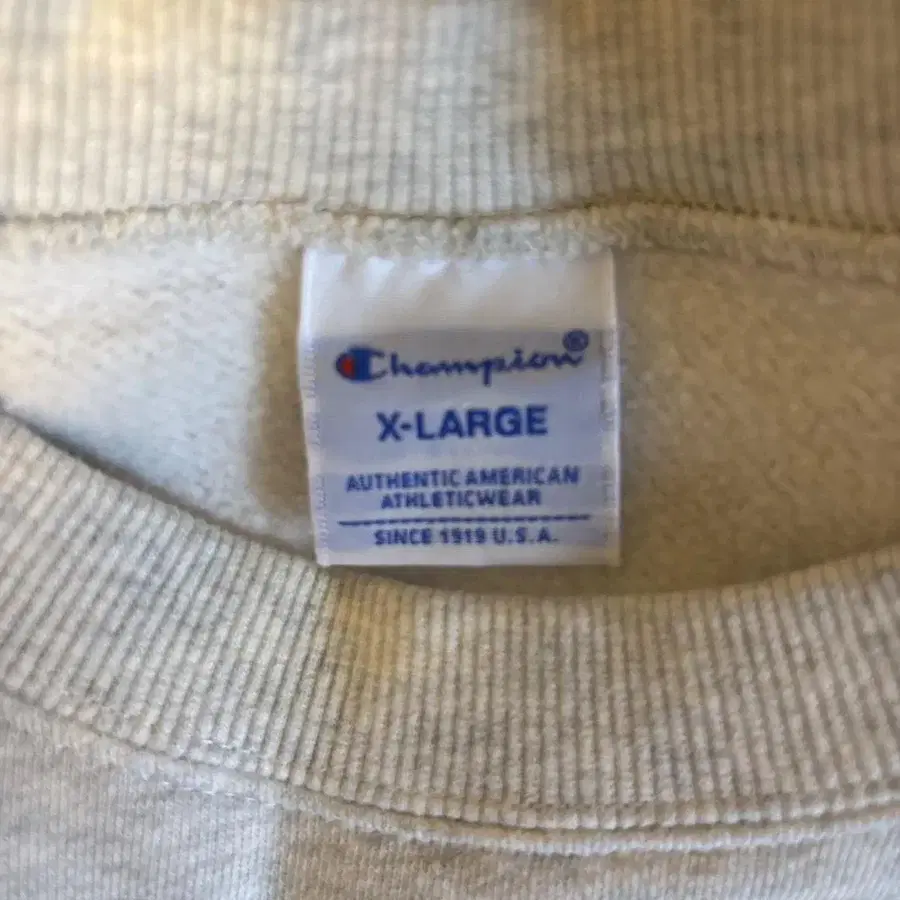 Champion®
X-LARGE
AUTHENTIC AMERICAN
ATHLETICWEAR
SINCE 1919 U.S.A.